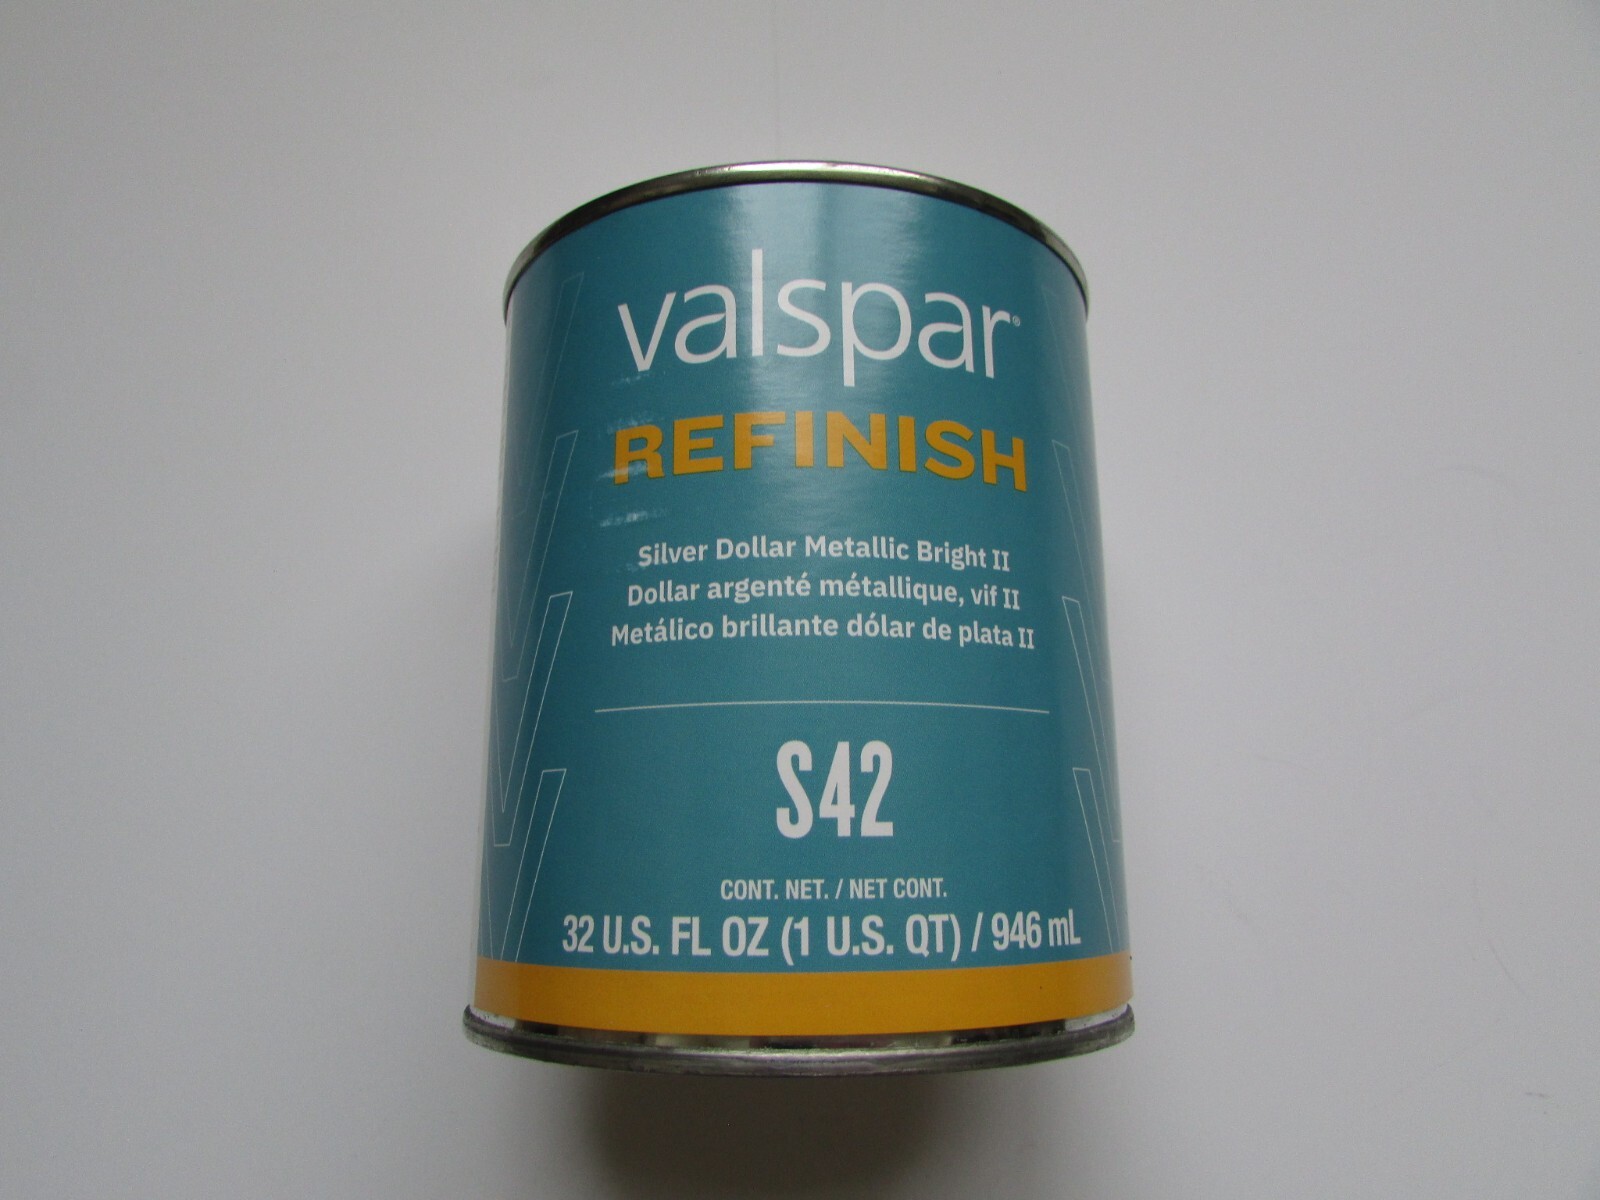 valspar®
REFINISH
Silver Dollar Metallic Bright II
Dollar argenté métallique, vif II
Metálico brillante dólar de plata II
S42
CONT. NET. / NET CONT.
32 U.S. FL OZ (1 U.S. QT) / 946 mL